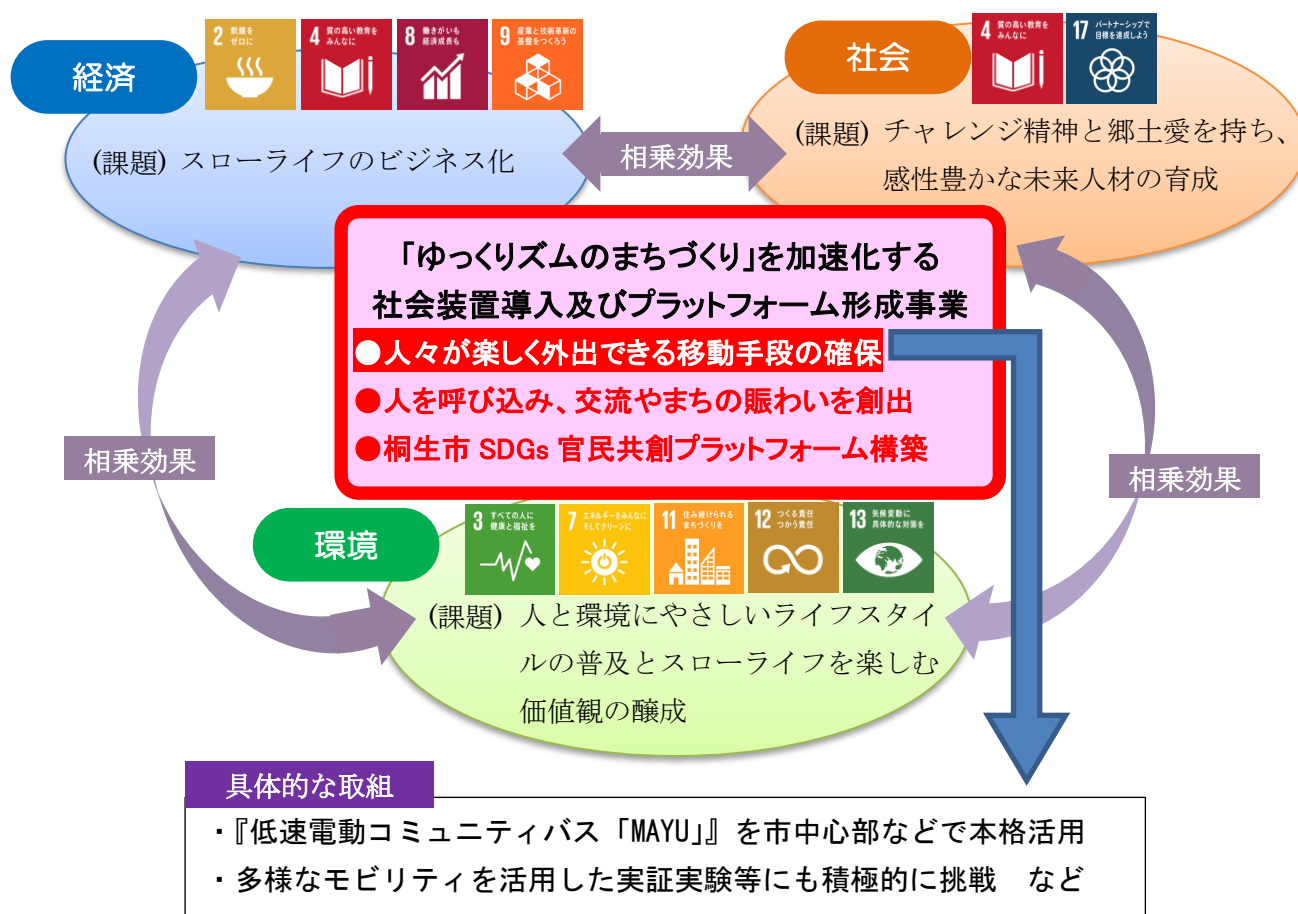 経済
2 飢餓を
ゼロに
4 質の高い教育を
みんなに
8 働きがいも
経済成長も
9 産業と技術革新の
基盤をつくろう
(課題) スローライフのビジネス化
相乗効果
社会
4 質の高い教育を
みんなに
17 パートナーシップで
目標を達成しよう
(課題) チャレンジ精神と郷土愛を持ち、
感性豊かな未来人材の育成
「ゆっくリズムのまちづくり」を加速化する
社会装置導入及びプラットフォーム形成事業
●人々が楽しく外出できる移動手段の確保
●人を呼び込み、交流やまちの賑わいを創出
●桐生市 SDGs 官民共創プラットフォーム構築
相乗効果
相乗効果
環境
3 すべての人に
健康と福祉を
7 エネルギーをみんなに
そしてクリーンに
11 住み続けられる
まちづくりを
12 つくる責任
つかう責任
13 気候変動に
具体的な対策を
(課題) 人と環境にやさしいライフスタイ
ルの普及とスローライフを楽しむ
価値観の醸成
具体的な取組
・『低速電動コミュニティバス「MAYU」』を市中心部などで本格活用
・多様なモビリティを活用した実証実験等にも積極的に挑戦　など